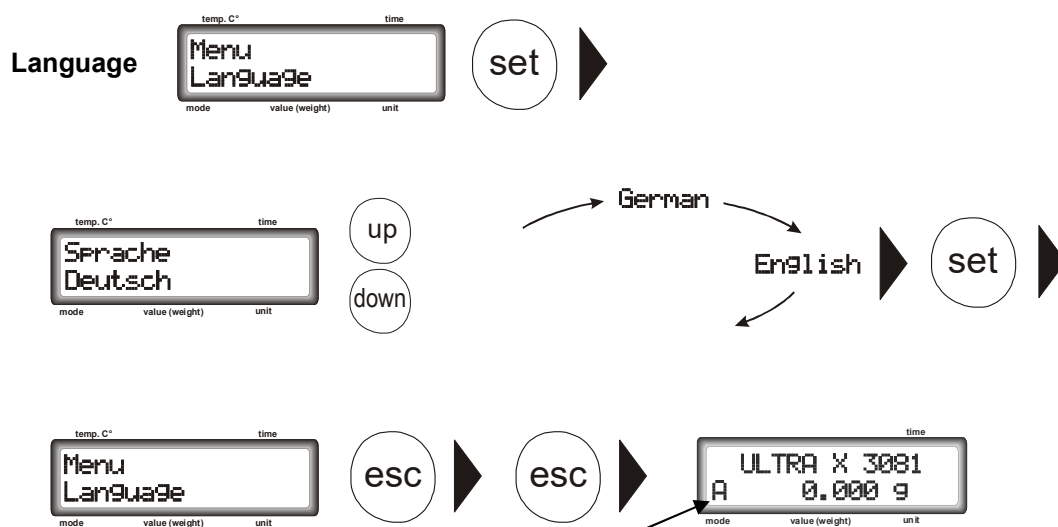 temp. C° time
Language
Menu
Language
set
mode value (weight) unit
German
temp. C° time
Sprache
Deutsch
up
down
English
set
mode value (weight) unit
temp. C° time
Menu
Language
esc
esc
time
ULTRA X 3081
A 0.000 g
mode value (weight) unit
mode value (weight) unit